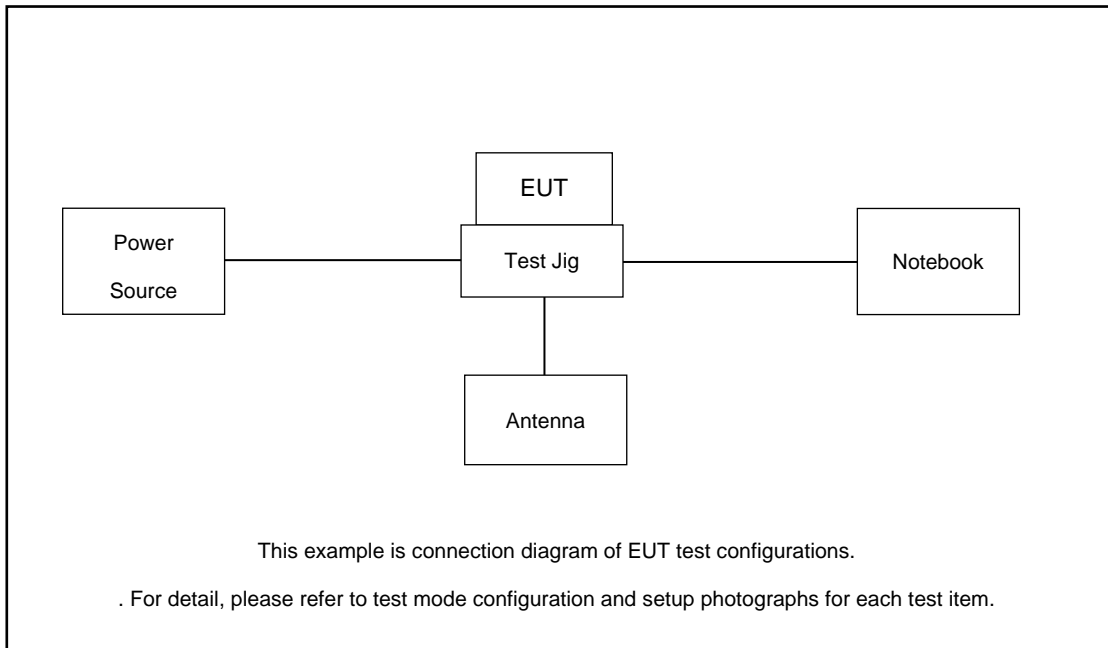 EUT
Power
Source
Test Jig
Notebook
Antenna
This example is connection diagram of EUT test configurations.
. For detail, please refer to test mode configuration and setup photographs for each test item.